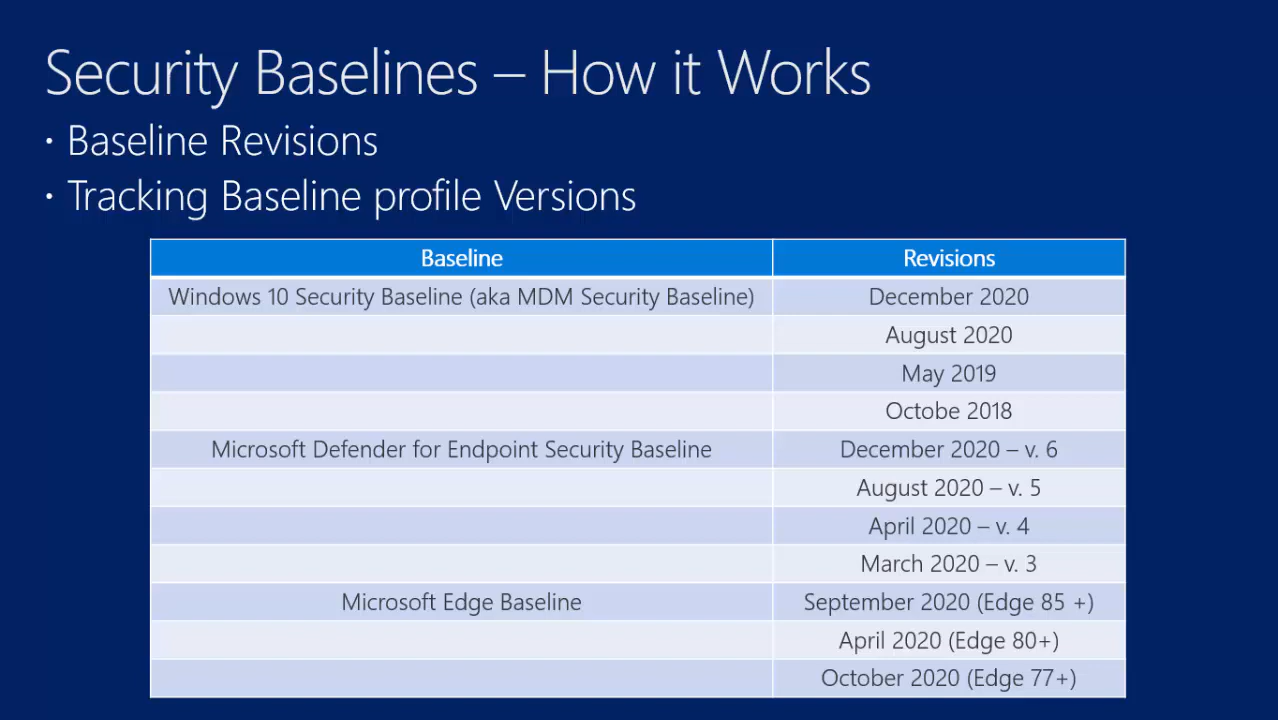 Security Baselines – How it Works
• Baseline Revisions
• Tracking Baseline profile Versions
Baseline Revisions
Windows 10 Security Baseline (aka MDM Security Baseline) December 2020
August 2020
May 2019
Octobe 2018
Microsoft Defender for Endpoint Security Baseline December 2020 – v. 6
August 2020 – v. 5
April 2020 – v. 4
March 2020 – v. 3
Microsoft Edge Baseline September 2020 (Edge 85 +)
April 2020 (Edge 80+)
October 2020 (Edge 77+)